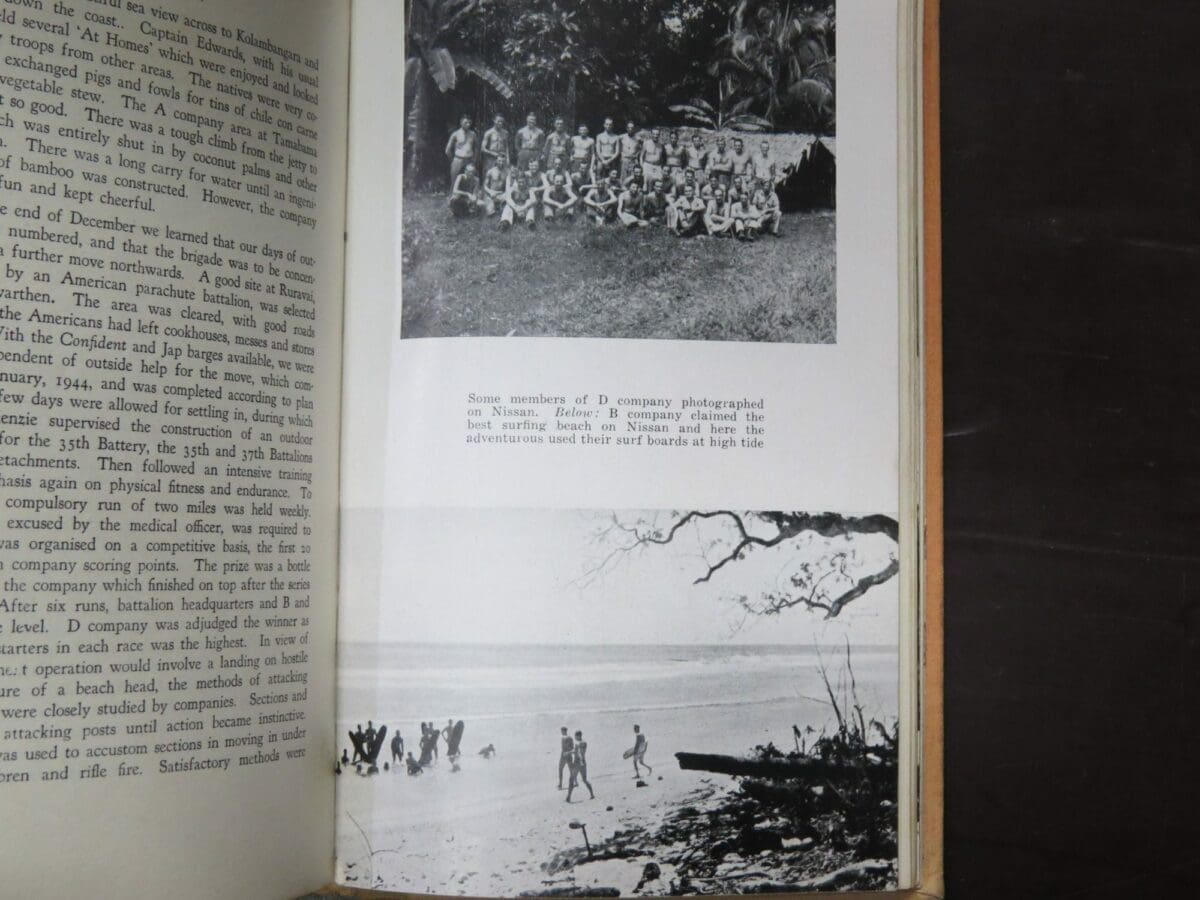 sea view across to Kolambangara and
down the coast.. Captain Edwards, with his usual
several 'At Homes' which were enjoyed and looked
troops from other areas. The natives were very co-
exchanged pigs and fowls for tins of chile con carne
vegetable stew. The A company area at Tamabama
so good. There was a tough climb from the jetty to
was entirely shut in by coconut palms and other
There was a long carry for water until an ingeni-
of bamboo was constructed. However, the company
fun and kept cheerful.
end of December we learned that our days of out-
numbered, and that the brigade was to be concen-
a further move northwards. A good site at Ruravai,
by an American parachute battalion, was selected
warthen. The area was cleared, with good roads
the Americans had left cookhouses, messes and stores
With the Confident and Jap barges available, we were
pendent of outside help for the move, which com-
nuary, 1944, and was completed according to plan
few days were allowed for settling in, during which
enzie supervised the construction of an outdoor
for the 35th Battery, the 35th and 37th Battalions
etachments. Then followed an intensive training
hasis again on physical fitness and endurance. To
compulsory run of two miles was held weekly.
excused by the medical officer, was required to
was organised on a competitive basis, the first 20
company scoring points. The prize was a bottle
the company which finished on top after the series
After six runs, battalion headquarters and B and
level. D company was adjudged the winner as
starters in each race was the highest. In view of
operation would involve a landing on hostile
ure of a beach head, the methods of attacking
were closely studied by companies. Sections and
attacking posts until action became instinctive.
was used to accustom sections in moving in under
bren and rifle fire. Satisfactory methods were
Some members of D company photographed
on Nissan. Below: B company claimed the
best surfing beach on Nissan and here the
adventurous used their surf boards at high tide